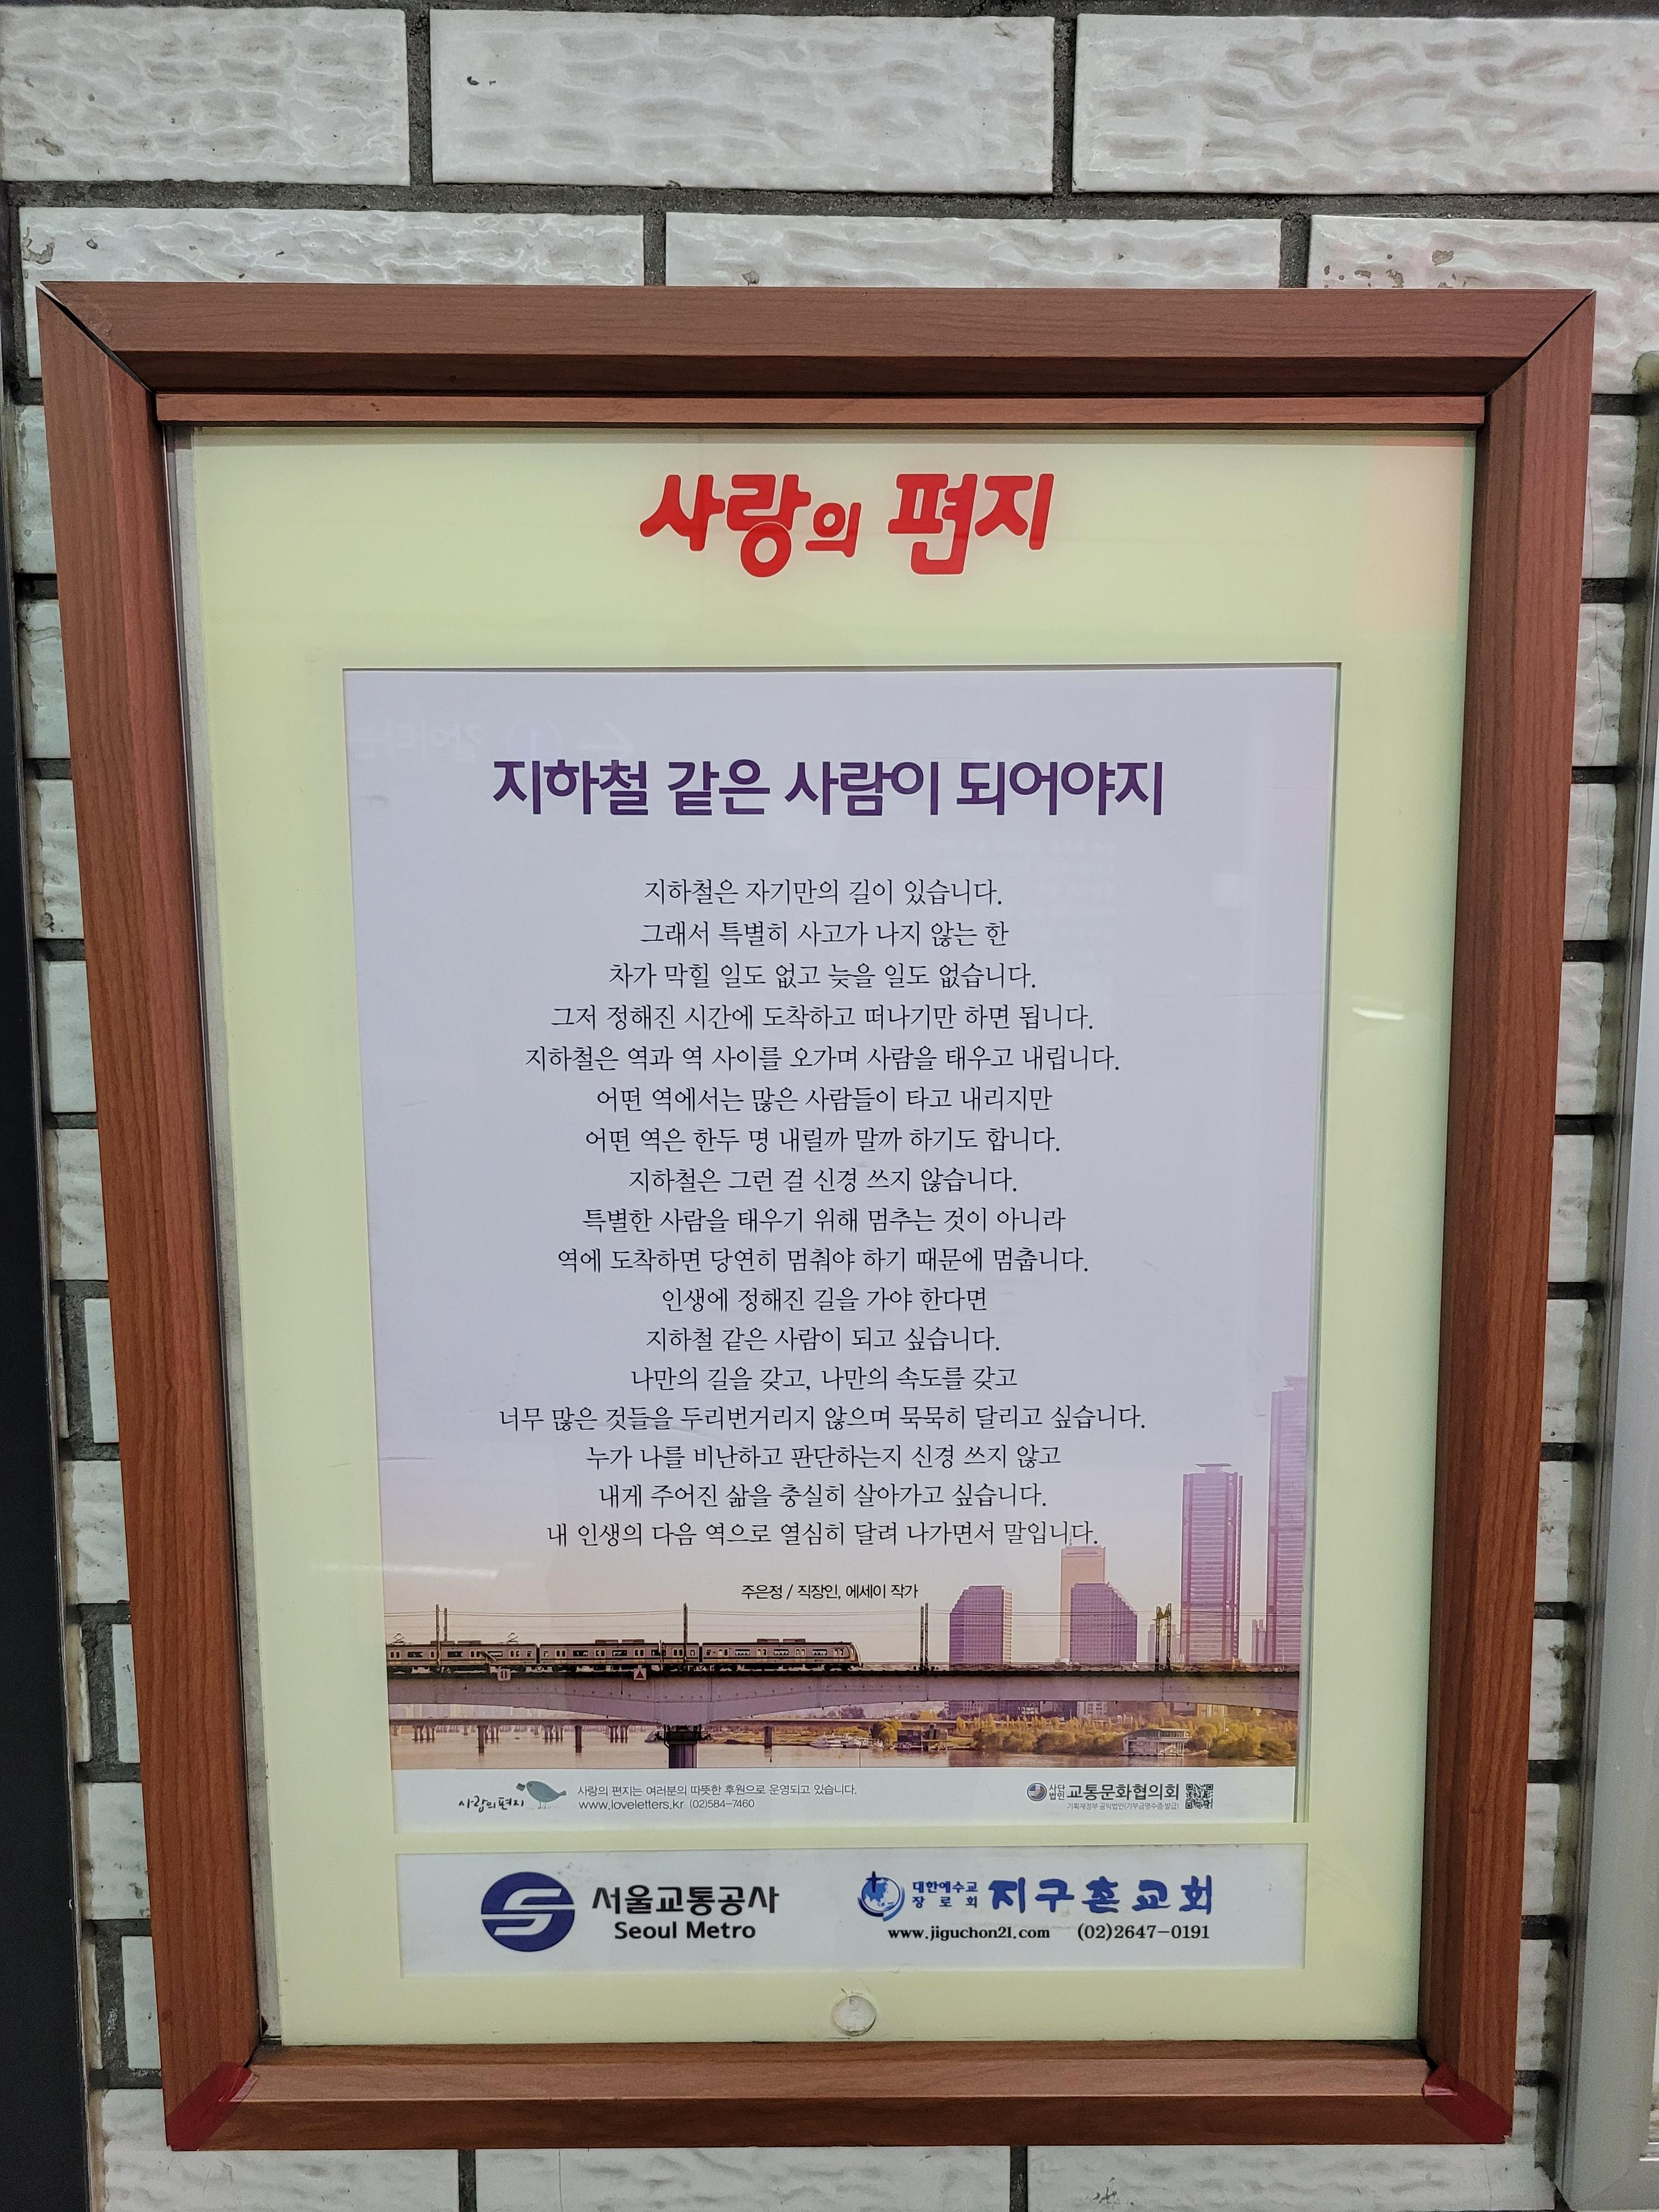 사랑의 편지
지하철 같은 사람이 되어야지
지하철은 자기만의 길이 있습니다.
그래서 특별히 사고가 나지 않는 한
차가 막힐 일도 없고 늦을 일도 없습니다.
그저 정해진 시간에 도착하고 떠나기만 하면 됩니다.
지하철은 역과 역 사이를 오가며 사람을 태우고 내립니다.
어떤 역에서는 많은 사람들이 타고 내리지만
어떤 역은 한두 명 내릴까 말까 하기도 합니다.
지하철은 그런 걸 신경 쓰지 않습니다.
특별한 사람을 태우기 위해 멈추는 것이 아니라
역에 도착하면 당연히 멈춰야 하기 때문에 멈춥니다.
인생에 정해진 길을 가야 한다면
지하철 같은 사람이 되고 싶습니다.
나만의 길을 갖고, 나만의 속도를 갖고
너무 많은 것들을 두리번거리지 않으며 묵묵히 달리고 싶습니다.
누가 나를 비난하고 판단하는지 신경 쓰지 않고
내게 주어진 삶을 충실히 살아가고 싶습니다.
내 인생의 다음 역으로 열심히 달려 나가면서 말입니다.
주은정 / 직장인, 에세이 작가
사랑의 편지
사랑의 편지는 여러분의 따뜻한 후원으로 운영되고 있습니다.
www.loveletters.kr (02)584-7460
사단법인 교통문화협의회
기획재정부 공익법인(기부금영수증 발급)
서울교통공사
Seoul Metro
대한예수교
장로회 지구촌교회
www.jiguchon21.com (02)2647-0191